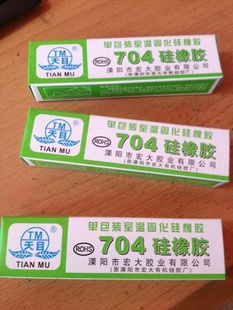 TM
天目
TIAN MU
单包装室温固化硅橡胶
ROHS
704 硅橡胶
溧阳市宏大胶业有限公司
(原溧阳市宏大有机硅胶厂)
TM
天目
TIAN MU
单包装室温固化硅橡胶
ROHS
704 硅橡胶
溧阳市宏大胶业有限公司
(原溧阳市宏大有机硅胶厂)
TM
天目
TIAN MU
单包装室温固化硅橡胶
ROHS
704 硅橡胶
溧阳市宏大胶业有限公司
(原溧阳市宏大有机硅胶厂)